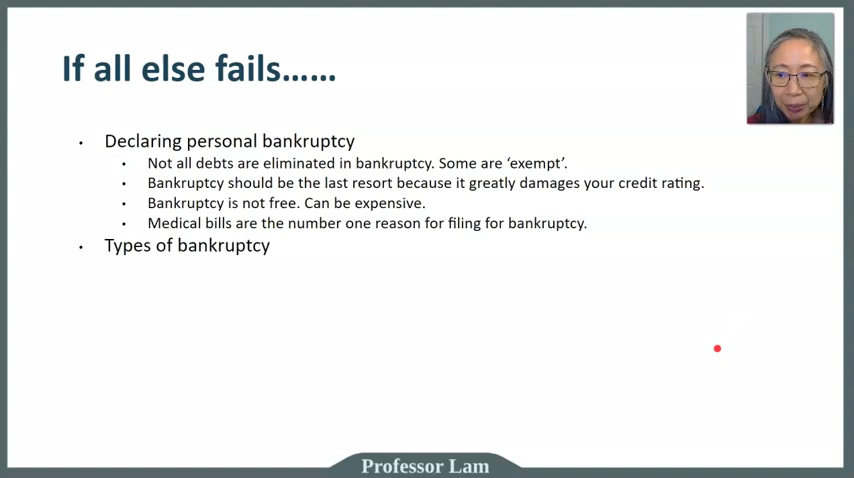 If all else fails……
Declaring personal bankruptcy
Not all debts are eliminated in bankruptcy. Some are ‘exempt’.
Bankruptcy should be the last resort because it greatly damages your credit rating.
Bankruptcy is not free. Can be expensive.
Medical bills are the number one reason for filing for bankruptcy.
Types of bankruptcy
Professor Lam